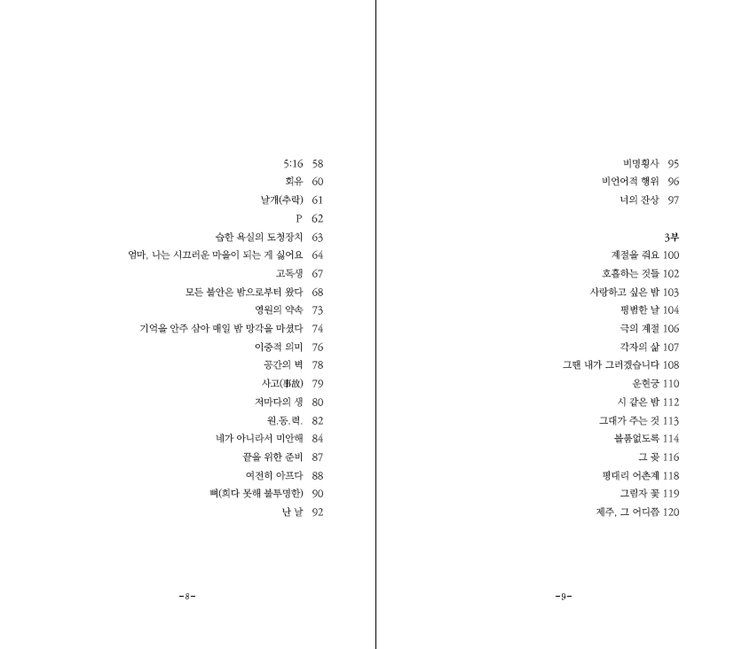 5:16 58
회유 60
날개(추락) 61
P 62
습한 욕실의 도청장치 63
엄마, 나는 시끄러운 마을이 되는 게 싫어요 64
고독생 67
모든 불안은 밤으로부터 왔다 68
영원의 약속 73
기억을 안주 삼아 매일 밤 망각을 마셨다 74
이중적 의미 76
공간의 벽 78
사고(事故) 79
저마다의 생 80
원.동.력. 82
네가 아니라서 미안해 84
끝을 위한 준비 87
여전히 아프다 88
뼈(희다 못해 불투명한) 90
난 날 92
-8-
비명횡사 95
비언어적 행위 96
너의 잔상 97
3부
계절을 줘요 100
호흡하는 것들 102
사랑하고 싶은 밤 103
평범한 날 104
극의 계절 106
각자의 삶 107
그땐 내가 그러겠습니다 108
운현궁 110
시 같은 밤 112
그대가 주는 것 113
볼품없도록 114
그 곳 116
평대리 어촌계 118
그림자 꽃 119
제주, 그 어디쯤 120
-9-